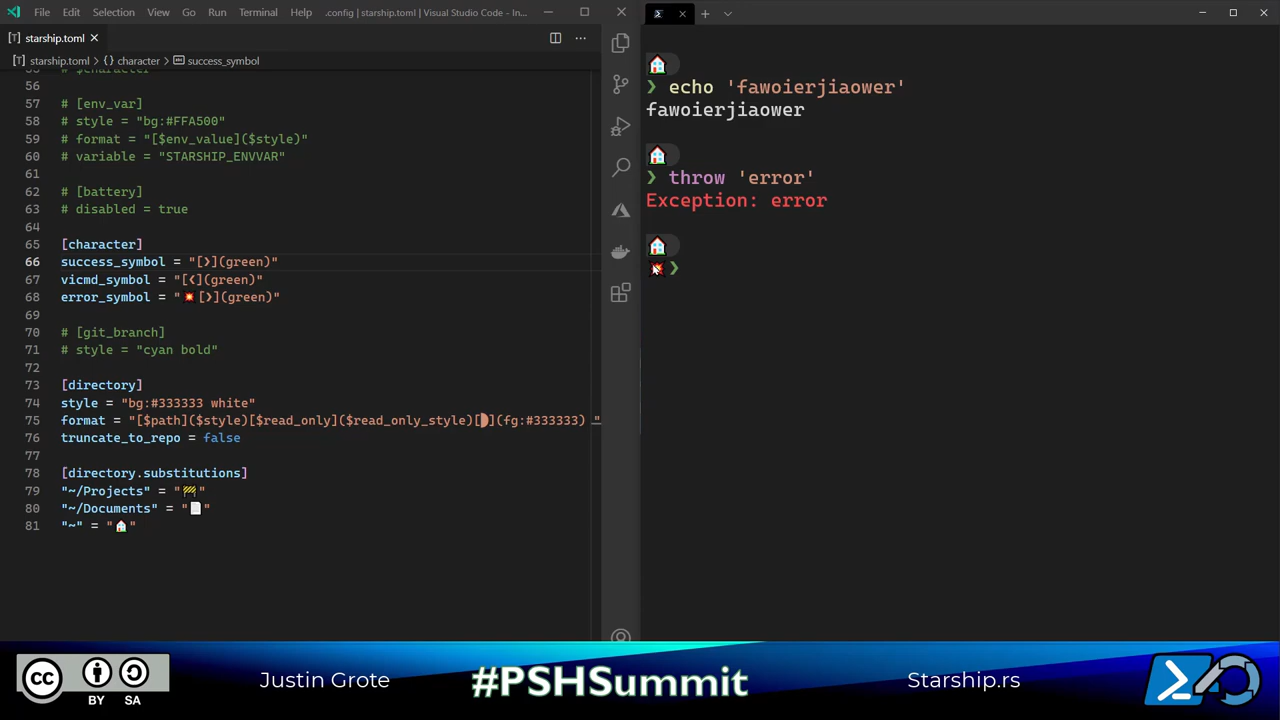 File Edit Selection View Go Run Terminal Help .config | starship.toml | Visual Studio Code - In...
[T] starship.toml
[T] starship.toml > {} character > success_symbol
55 # $character
56
57 # [env_var]
58 # style = "bg:#FFA500"
59 # format = "[$env_value]($style)"
60 # variable = "STARSHIP_ENVVAR"
61
62 # [battery]
63 # disabled = true
64
65 [character]
66 success_symbol = "[❯](green)"
67 vicmd_symbol = "[❮](green)"
68 error_symbol = "💥[❯](green)"
69
70 # [git_branch]
71 # style = "cyan bold"
72
73 [directory]
74 style = "bg:#333333 white"
75 format = "[$path]($style)[$read_only]($read_only_style)[](fg:#333333) "
76 truncate_to_repo = false
77
78 [directory.substitutions]
79 "~/Projects" = "🚧"
80 "~/Documents" = "📄"
81 "~" = "🏠"
🏠
❯ echo 'fawoierjiaower'
fawoierjiaower
🏠
❯ throw 'error'
Exception: error
🏠
💥❯
CC BY SA
Justin Grote
#PSHSummit
Starship.rs